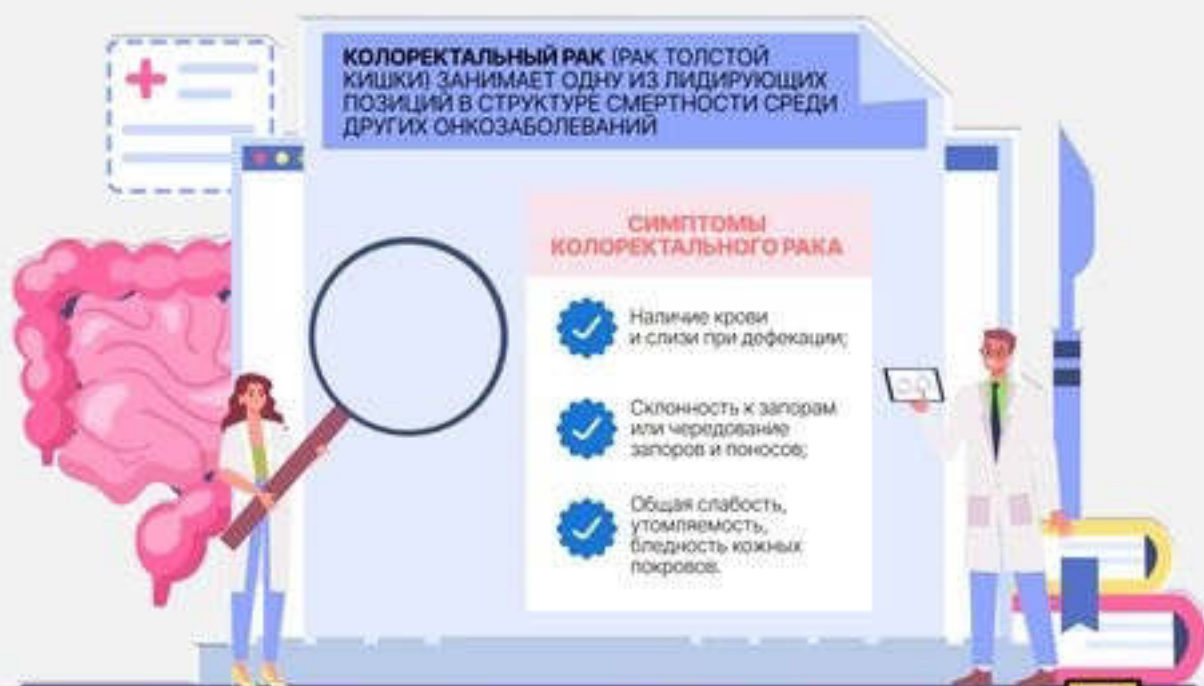 КОЛОРЕКТАЛЬНЫЙ РАК (РАК ТОЛСТОЙ
КИШКИ) ЗАНИМАЕТ ОДНУ ИЗ ЛИДИРУЮЩИХ
ПОЗИЦИЙ В СТРУКТУРЕ СМЕРТНОСТИ СРЕДИ
ДРУГИХ ОНКОЗАБОЛЕВАНИЙ
СИМПТОМЫ
КОЛОРЕКТАЛЬНОГО РАКА
Наличие крови
и слизи при дефекации;
Склонность к запорам
или чередование
запоров и поносов;
Общая слабость,
утомляемость,
бледность кожных
покровов.